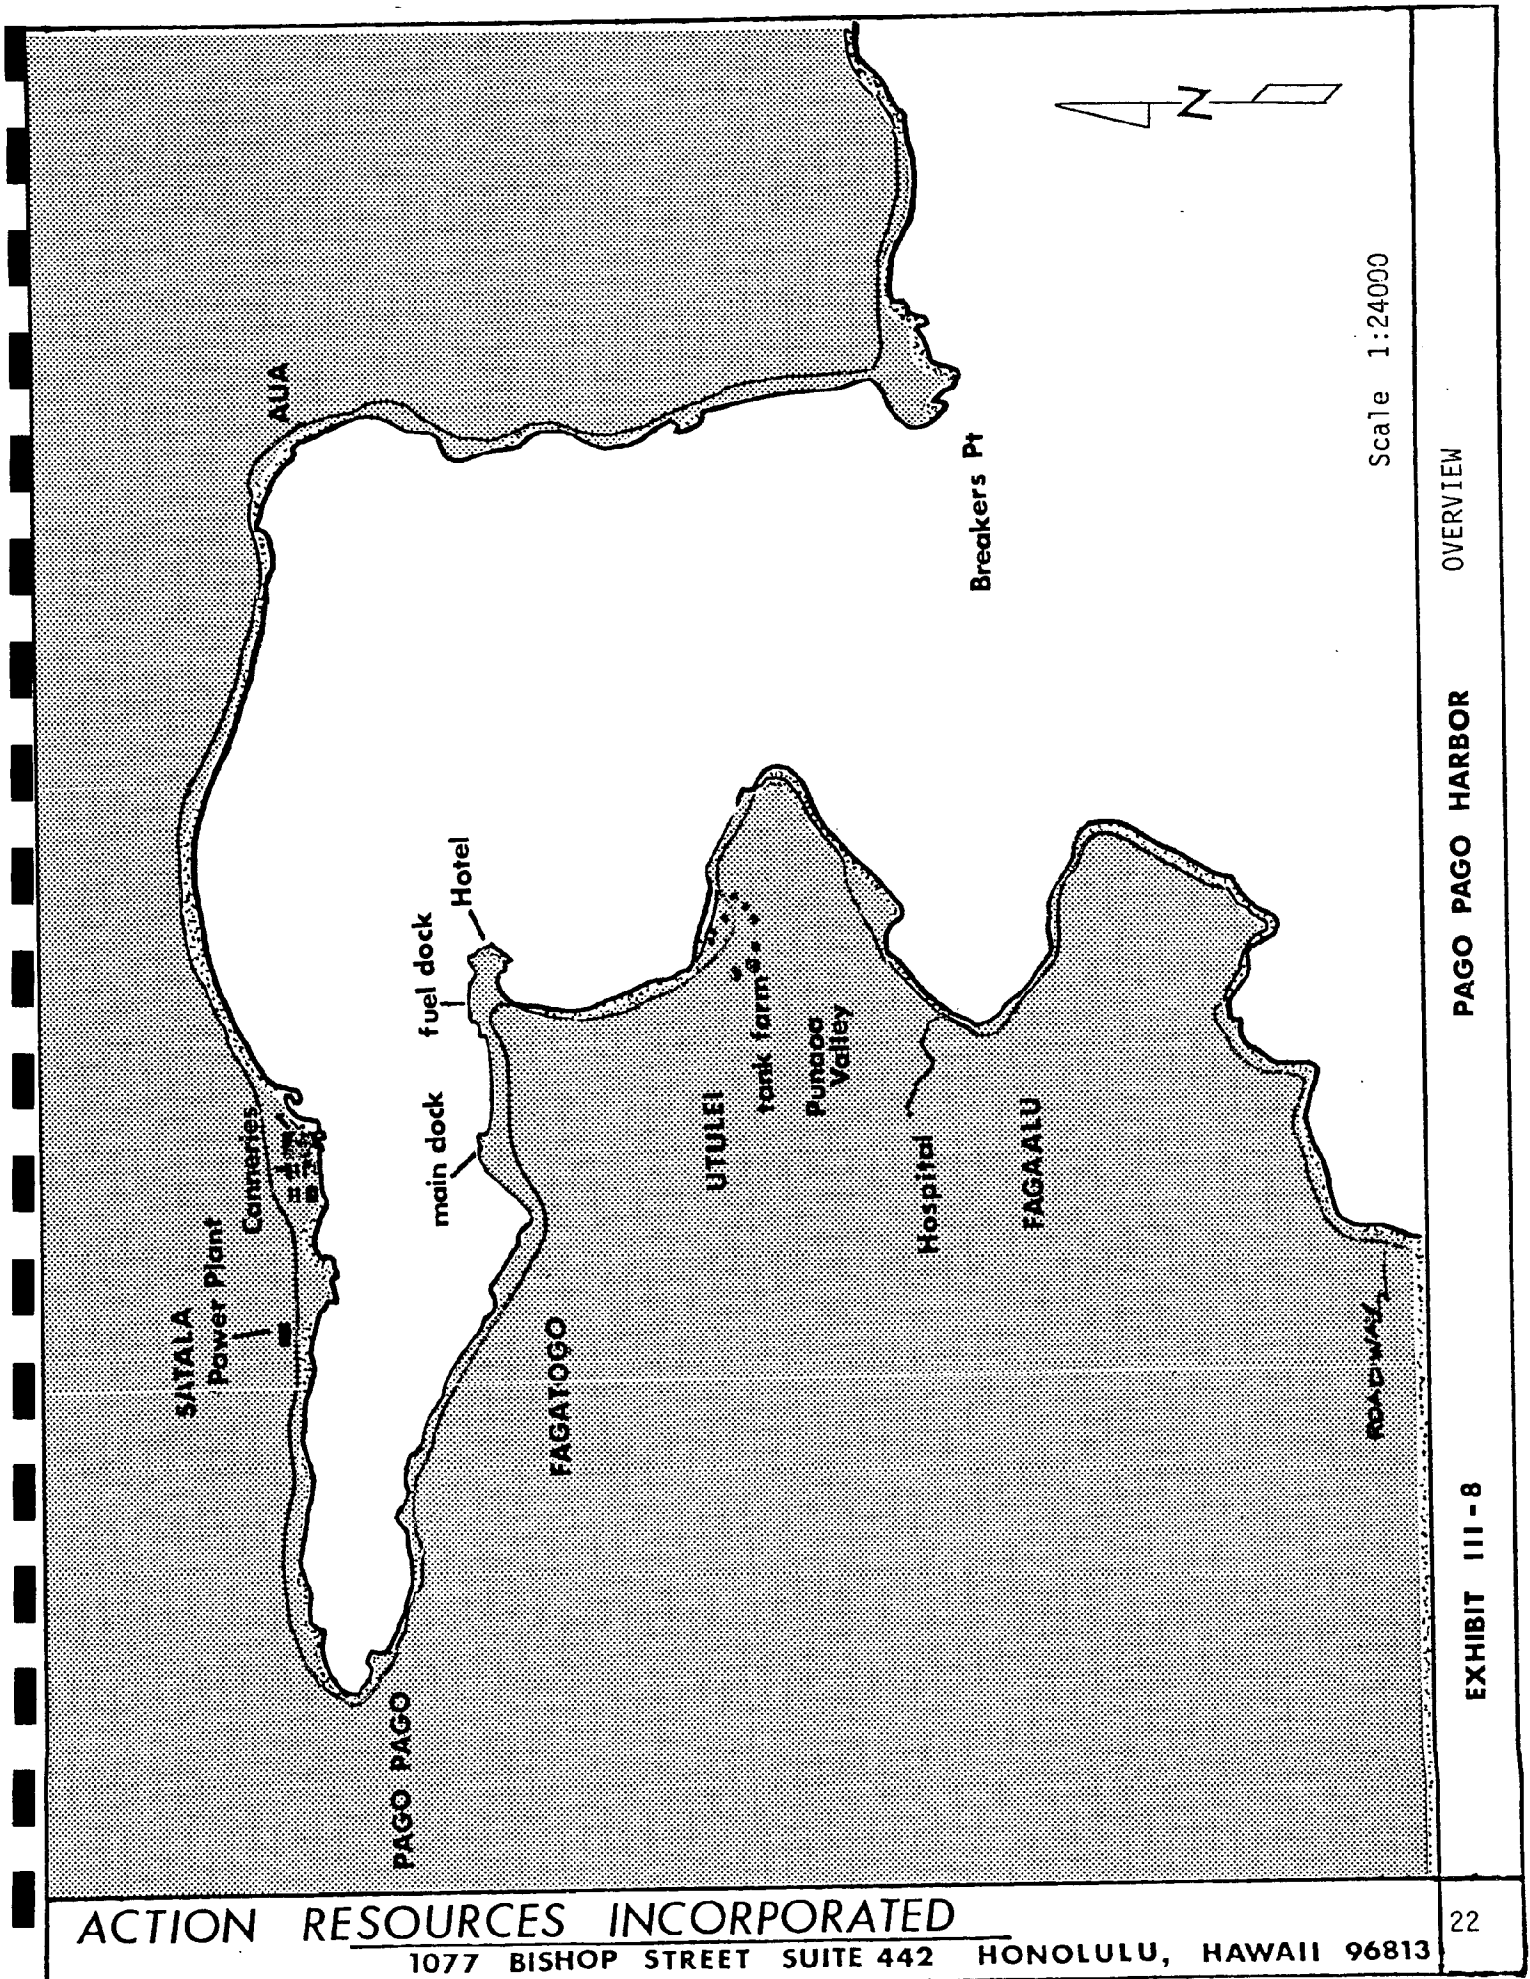 AUA
N
Scale 1:24000
Breakers Pt
Hotel
fuel dock
main dock
Canneries
SATALA
Power Plant
UTULEI
tank farm
Punaoa
Valley
Hospital
FAGAALU
FAGATOGO
PAGO PAGO
ROADWAY
EXHIBIT III-8
PAGO PAGO HARBOR
OVERVIEW
ACTION RESOURCES INCORPORATED
1077 BISHOP STREET SUITE 442 HONOLULU, HAWAII 96813
22